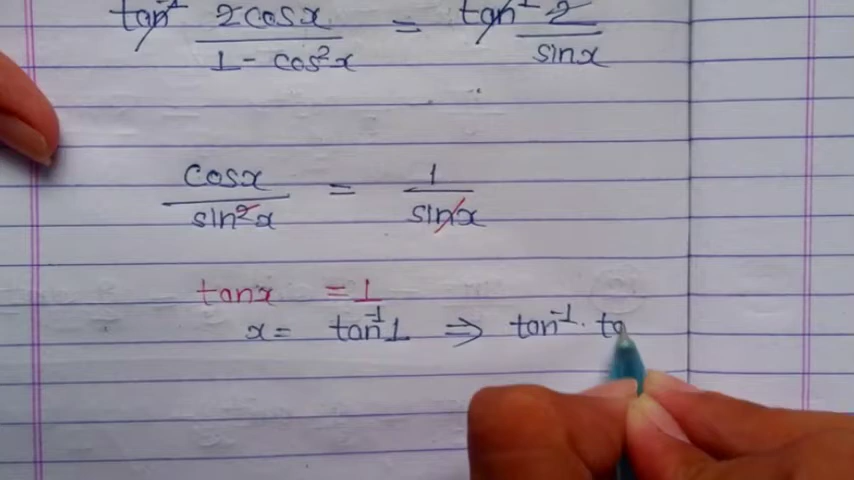 tan⁻¹ 2cosx / 1 - cos²x = tan⁻¹ 2 / sinx
cosx / sin²x = 1 / sinx
tanx = 1
x = tan⁻¹1 ⇒ tan⁻¹. ta